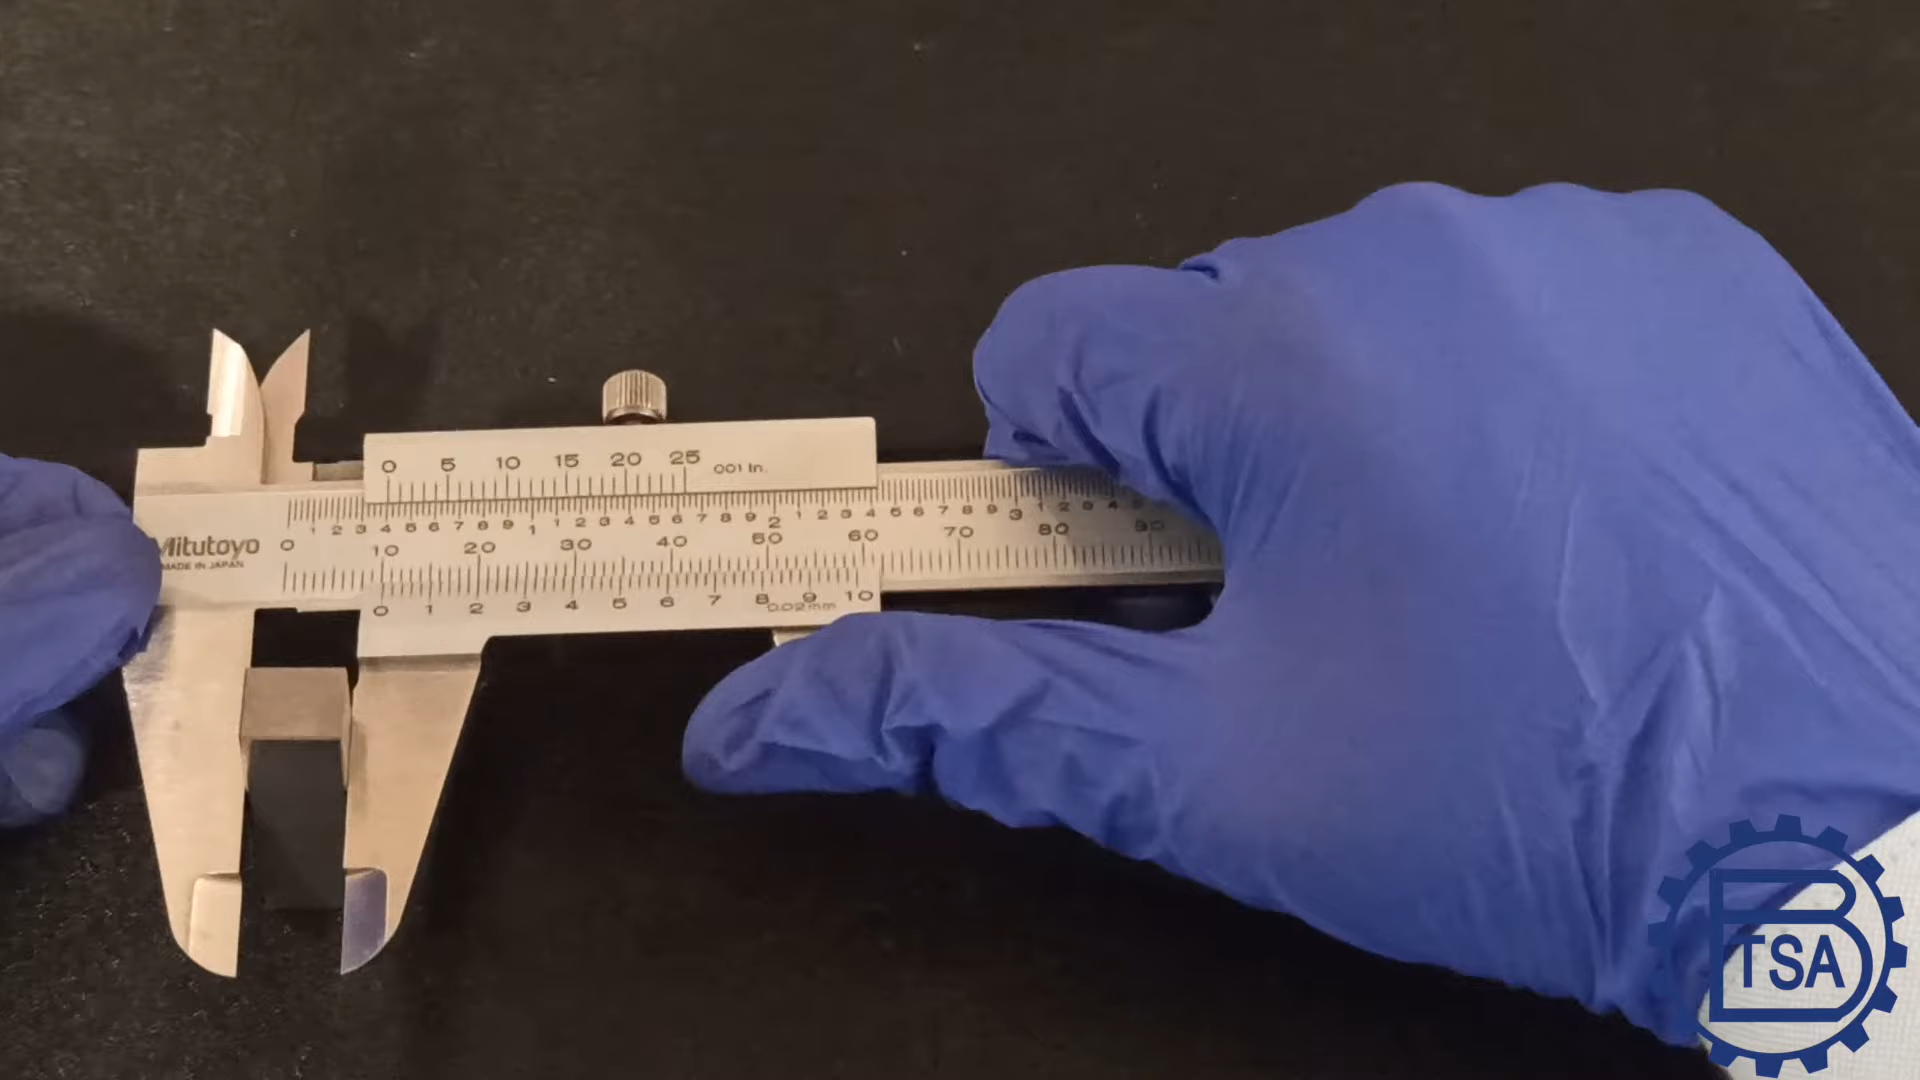 0 5 10 15 20 25 .001 In.
1 2 3 4 5 6 7 8 9 1 1 2 3 4 5 6 7 8 9 2 1 2 3 4 5 6 7 8 9 3 1 2 3 4
Mitutoyo 0 10 20 30 40 50 60 70 80 90
MADE IN JAPAN
0 1 2 3 4 5 6 7 8 9 10
0.02mm
BTSA